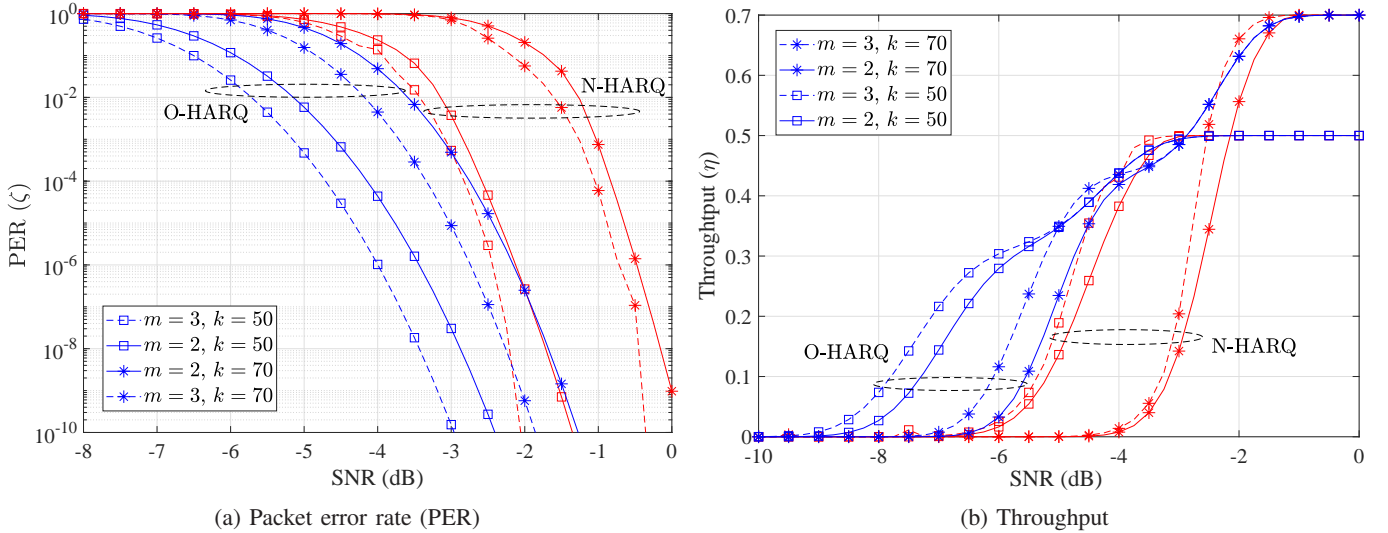 10^0
10^-2
10^-4
10^-6
10^-8
10^-10
PER (ζ)
O-HARQ
N-HARQ
m = 3, k = 50
m = 2, k = 50
m = 2, k = 70
m = 3, k = 70
-8 -7 -6 -5 -4 -3 -2 -1 0
SNR (dB)
(a) Packet error rate (PER)
0.7
0.6
0.5
0.4
0.3
0.2
0.1
0
Throughtput (η)
m = 3, k = 70
m = 2, k = 70
m = 3, k = 50
m = 2, k = 50
O-HARQ
N-HARQ
-10 -8 -6 -4 -2 0
SNR (dB)
(b) Throughput